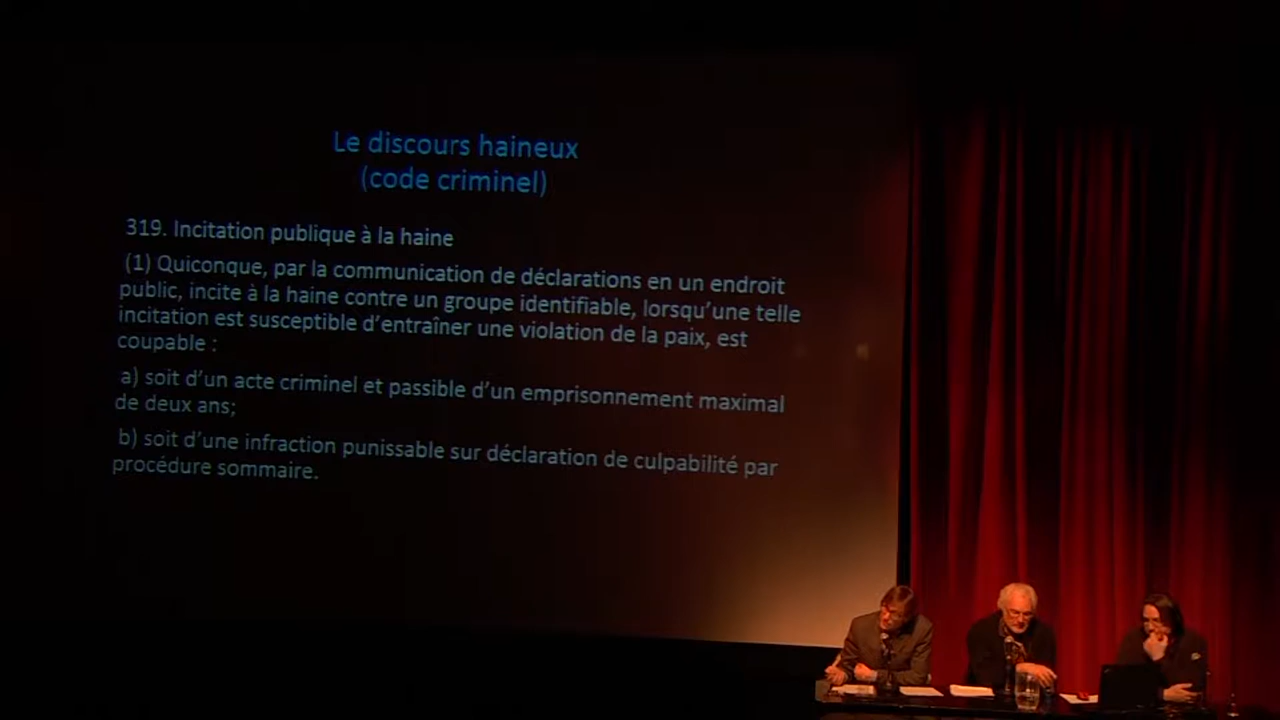 Le discours haineux
(code criminel)
319. Incitation publique à la haine
(1) Quiconque, par la communication de déclarations en un endroit
public, incite à la haine contre un groupe identifiable, lorsqu'une telle
incitation est susceptible d'entraîner une violation de la paix, est
coupable :
a) soit d'un acte criminel et passible d'un emprisonnement maximal
de deux ans;
b) soit d'une infraction punissable sur déclaration de culpabilité par
procédure sommaire.